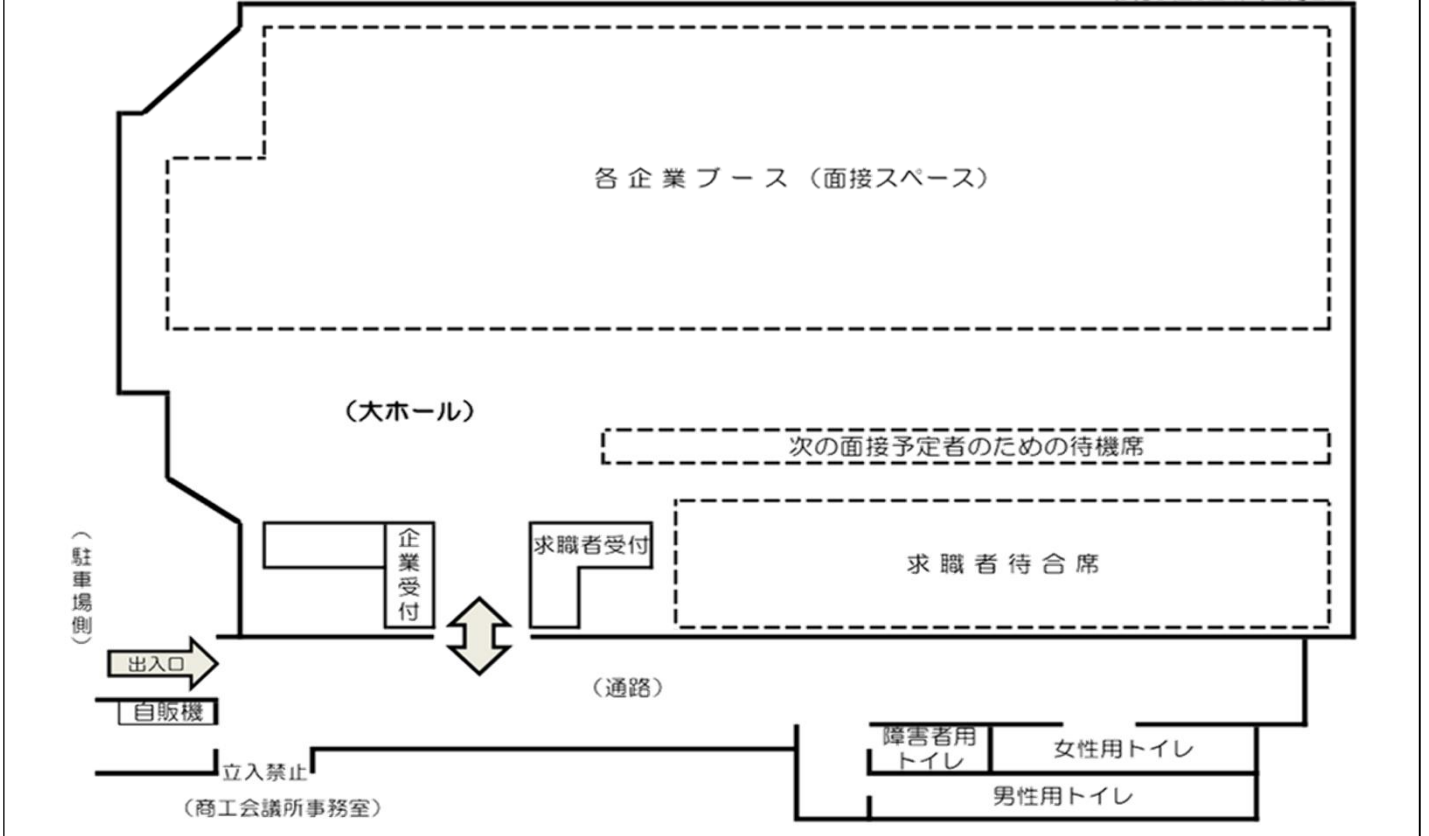 各企業ブース（面接スペース）
（大ホール）
次の面接予定者のための待機席
企業受付
求職者受付
求職者待合席
（駐車場側）
出入口
（通路）
自販機
障害者用
トイレ
女性用トイレ
立入禁止
男性用トイレ
（商工会議所事務室）